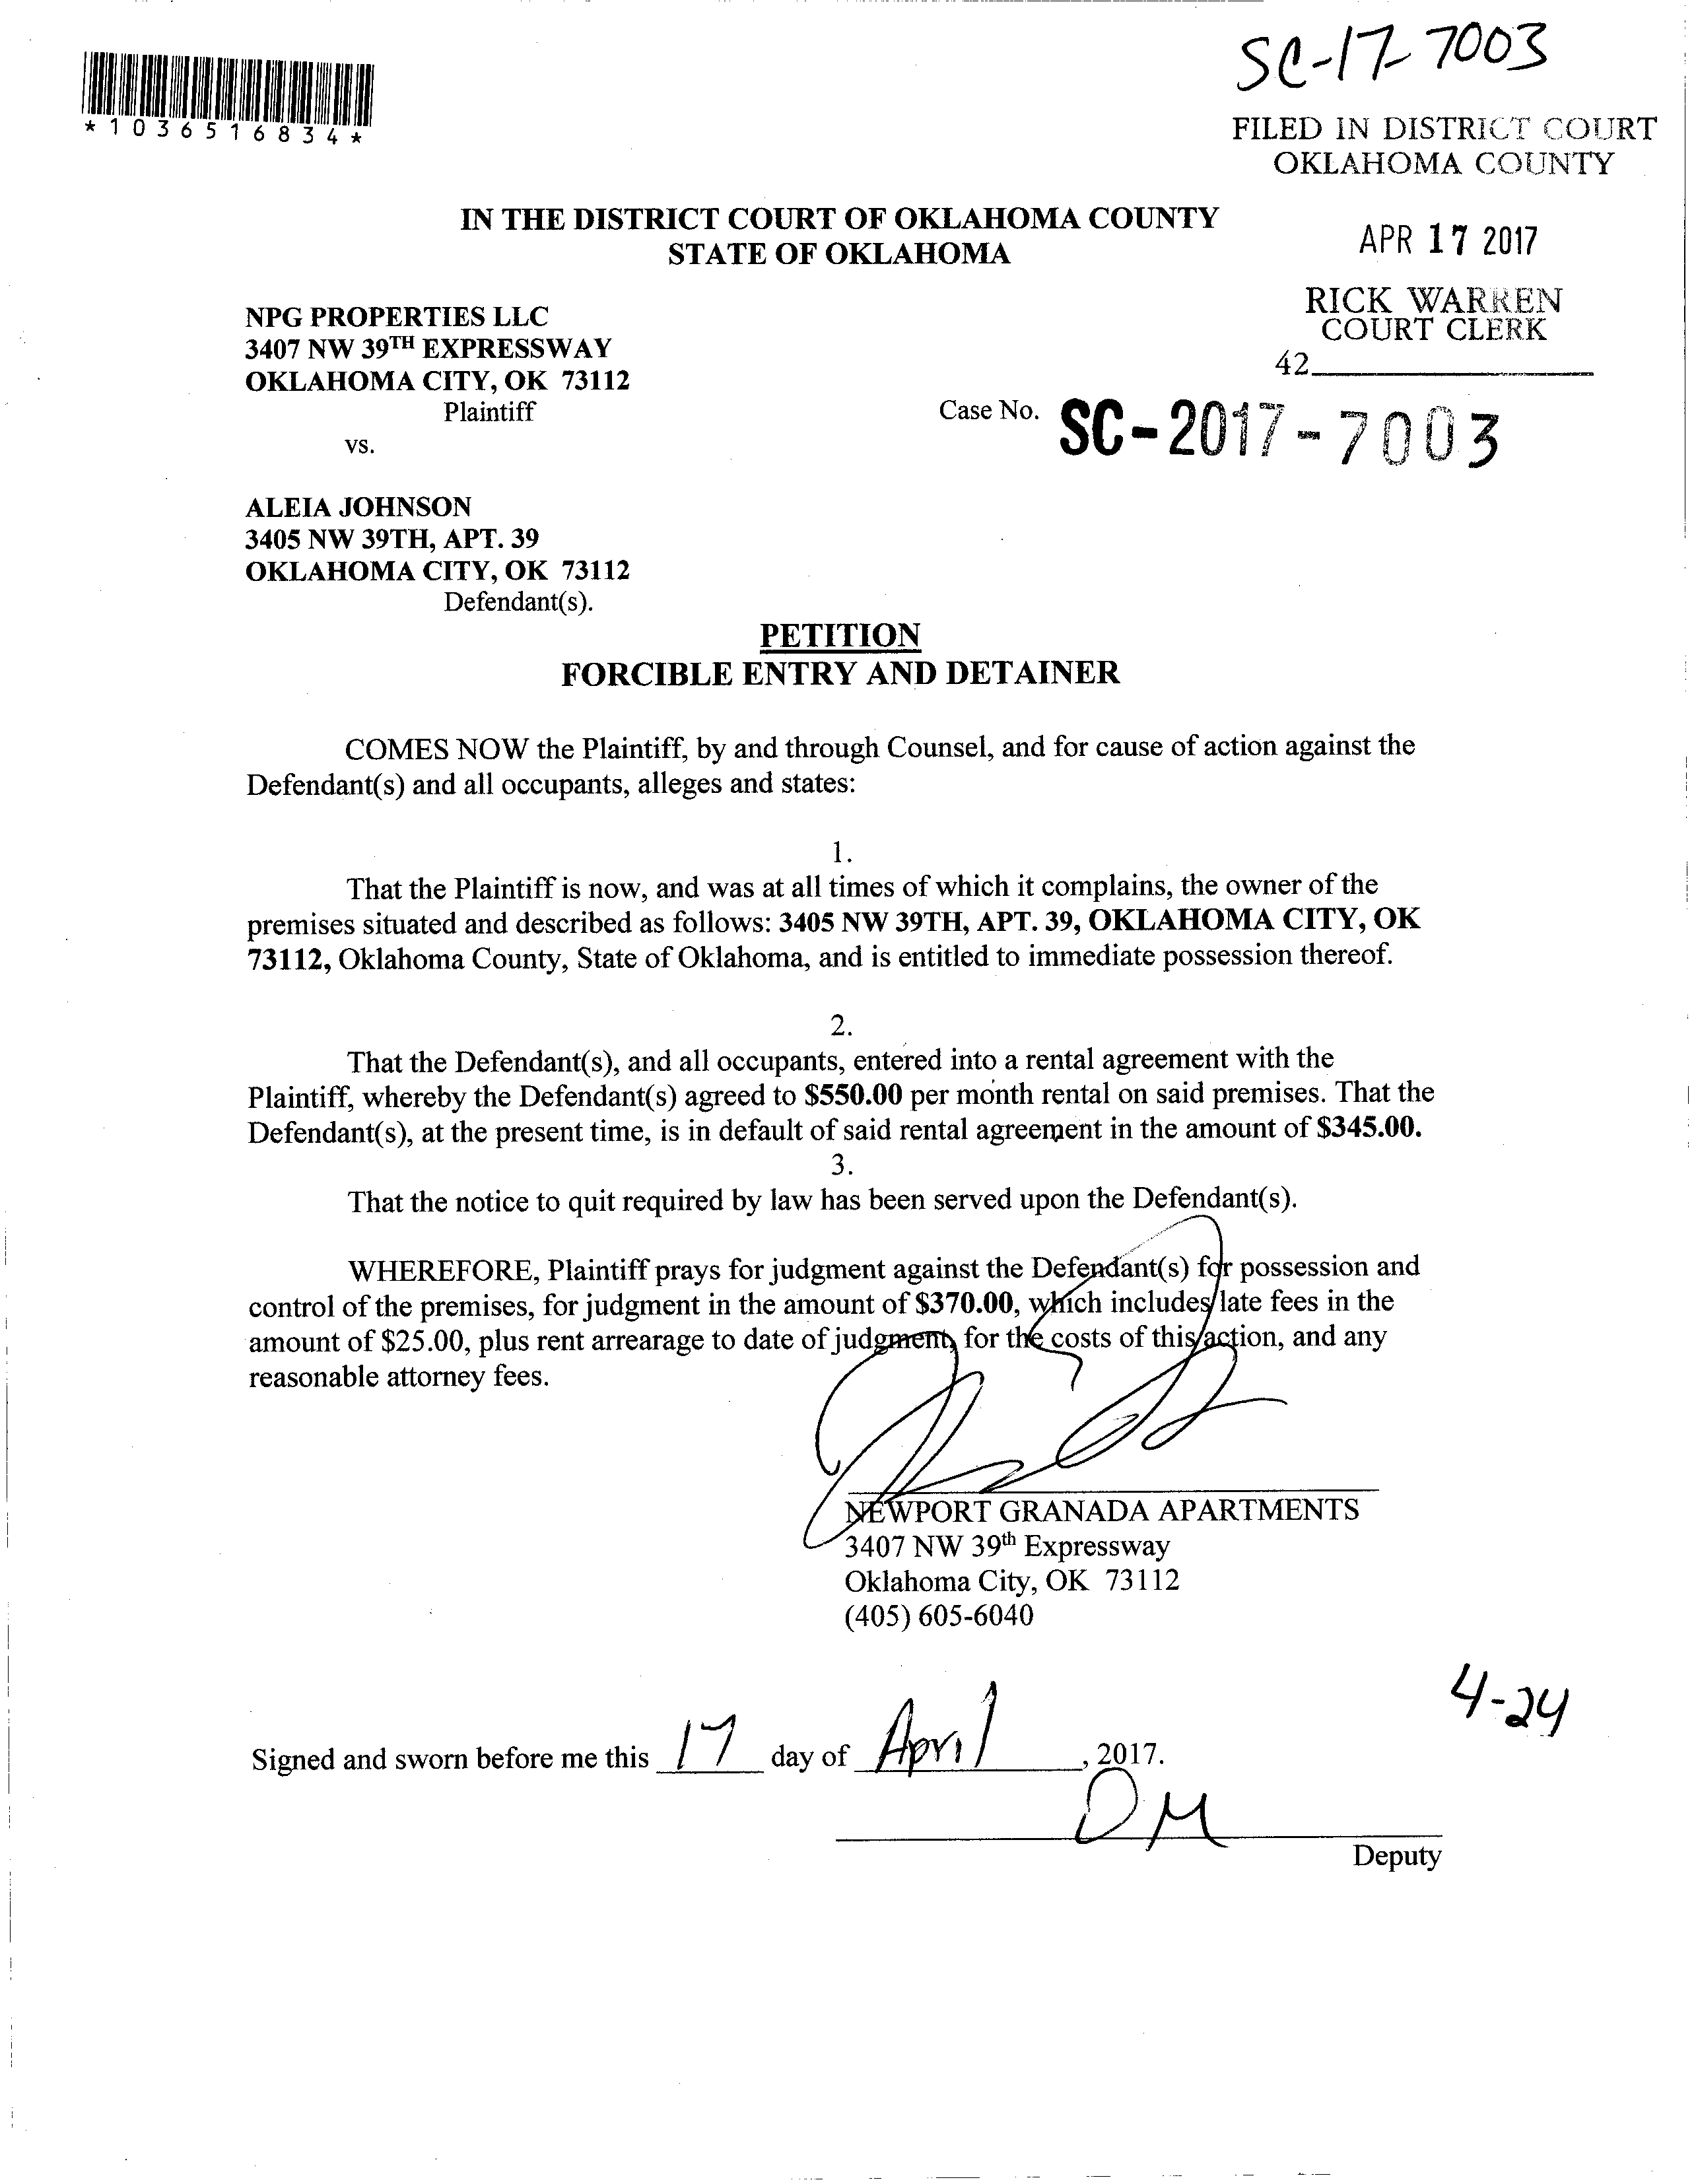 SC-17-7003
*1036516834*
FILED IN DISTRICT COURT
OKLAHOMA COUNTY
IN THE DISTRICT COURT OF OKLAHOMA COUNTY
STATE OF OKLAHOMA
APR 17 2017
RICK WARREN
COURT CLERK
42
NPG PROPERTIES LLC
3407 NW 39TH EXPRESSWAY
OKLAHOMA CITY, OK 73112
Plaintiff
vs.
Case No. SC-2017-7003
ALEIA JOHNSON
3405 NW 39TH, APT. 39
OKLAHOMA CITY, OK 73112
Defendant(s).
PETITION
FORCIBLE ENTRY AND DETAINER
COMES NOW the Plaintiff, by and through Counsel, and for cause of action against the
Defendant(s) and all occupants, alleges and states:
1.
That the Plaintiff is now, and was at all times of which it complains, the owner of the
premises situated and described as follows: 3405 NW 39TH, APT. 39, OKLAHOMA CITY, OK
73112, Oklahoma County, State of Oklahoma, and is entitled to immediate possession thereof.
2.
That the Defendant(s), and all occupants, entered into a rental agreement with the
Plaintiff, whereby the Defendant(s) agreed to $550.00 per month rental on said premises. That the
Defendant(s), at the present time, is in default of said rental agreement in the amount of $345.00.
3.
That the notice to quit required by law has been served upon the Defendant(s).
WHEREFORE, Plaintiff prays for judgment against the Defendant(s) for possession and
control of the premises, for judgment in the amount of $370.00, which includes late fees in the
amount of $25.00, plus rent arrearage to date of judgment, for the costs of this action, and any
reasonable attorney fees.
NEWPORT GRANADA APARTMENTS
3407 NW 39th Expressway
Oklahoma City, OK 73112
(405) 605-6040
4-24
Signed and sworn before me this 17 day of April, 2017.
DM
Deputy